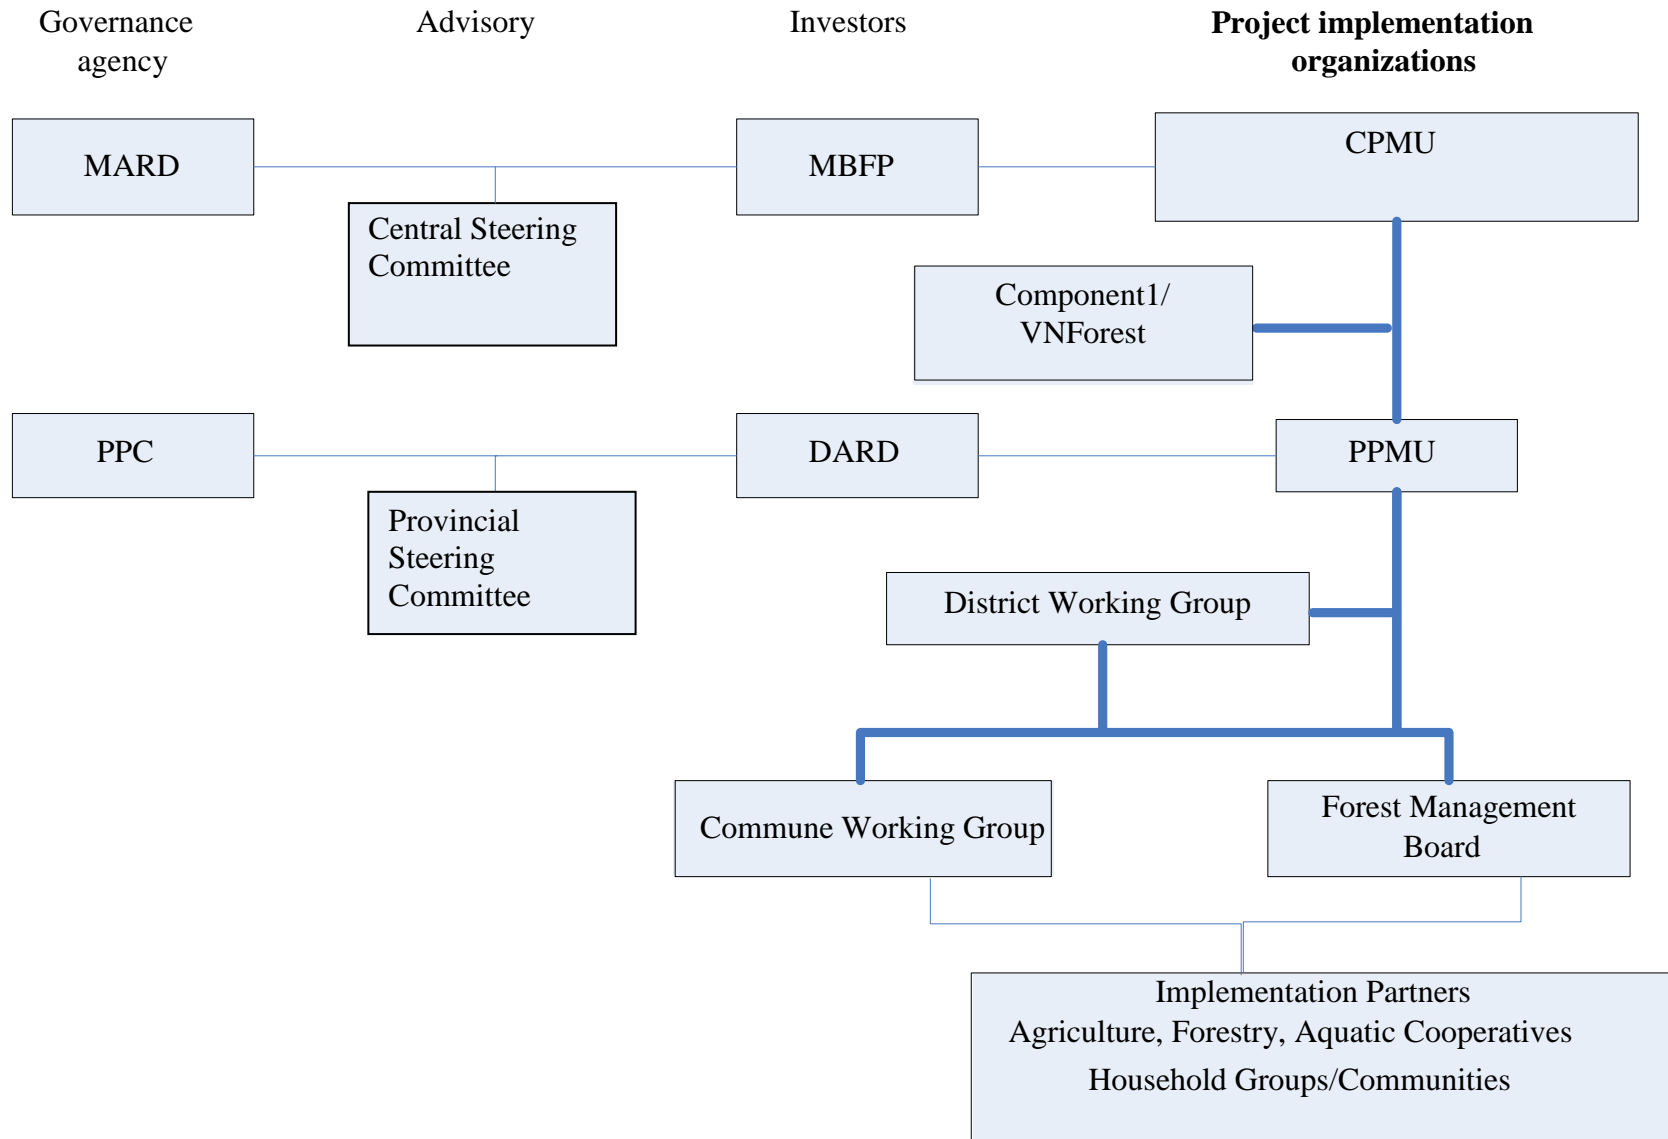 Governance
agency
Advisory
Investors
Project implementation
organizations
MARD
MBFP
CPMU
Central Steering
Committee
Component1/
VNForest
PPC
DARD
PPMU
Provincial
Steering
Committee
District Working Group
Commune Working Group
Forest Management
Board
Implementation Partners
Agriculture, Forestry, Aquatic Cooperatives
Household Groups/Communities